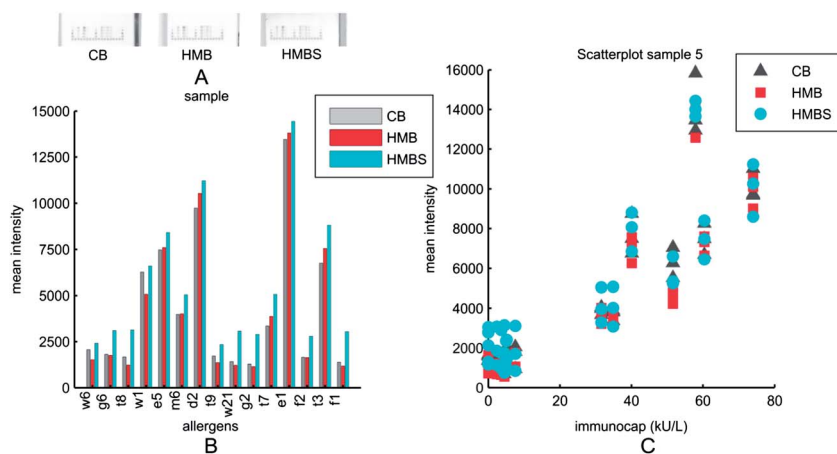 CB HMB HMBS
A
sample
15000
12500
10000
7500
5000
2500
0
mean intensity
CB
HMB
HMBS
w6 g6 t8 w1 e5 m6 d2 t9 w21 g2 t7 e1 f2 t3 f1
allergens
B
Scatterplot sample 5
16000
14000
12000
10000
8000
6000
4000
2000
0
mean intensity
CB
HMB
HMBS
0 20 40 60 80
immunocap (kU/L)
C